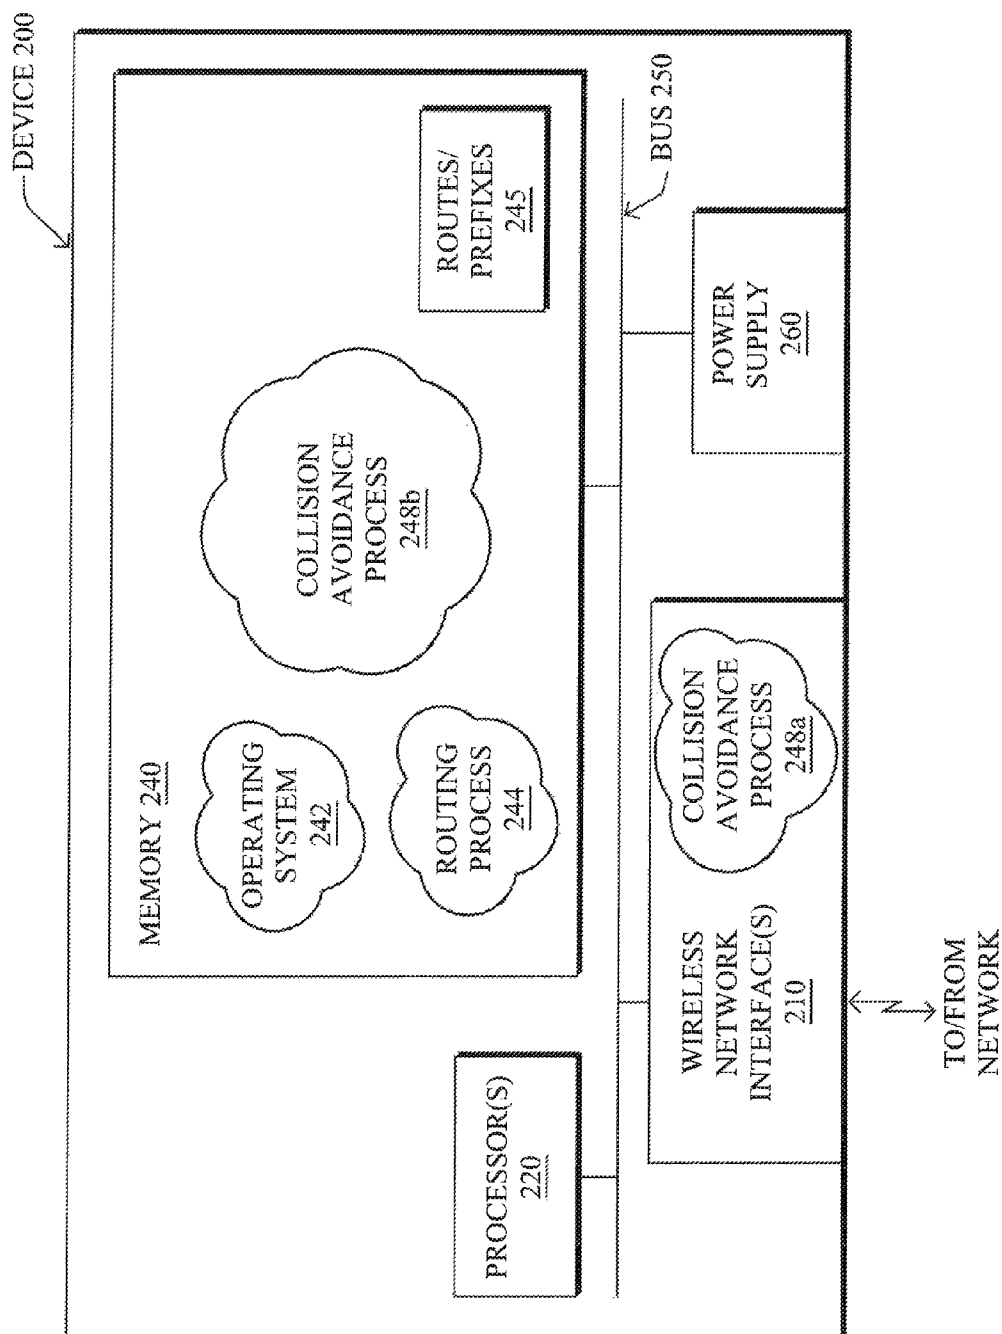 DEVICE 200
MEMORY 240
OPERATING
SYSTEM
242
ROUTING
PROCESS
244
COLLISION
AVOIDANCE
PROCESS
248b
ROUTES/
PREFIXES
245
PROCESSOR(S)
220
BUS 250
WIRELESS
NETWORK
INTERFACE(S)
210
COLLISION
AVOIDANCE
PROCESS
248a
POWER
SUPPLY
260
TO/FROM
NETWORK